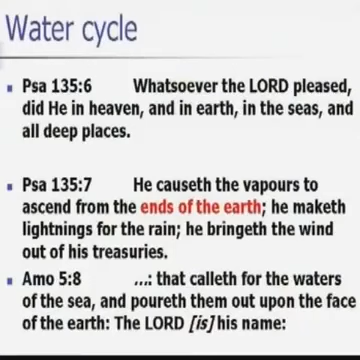 Water cycle
Psa 135:6 Whatsoever the LORD pleased,
did He in heaven, and in earth, in the seas, and
all deep places.
Psa 135:7 He causeth the vapours to
ascend from the ends of the earth; he maketh
lightnings for the rain; he bringeth the wind
out of his treasuries.
Amo 5:8 ...: that calleth for the waters
of the sea, and poureth them out upon the face
of the earth: The LORD [is] his name: